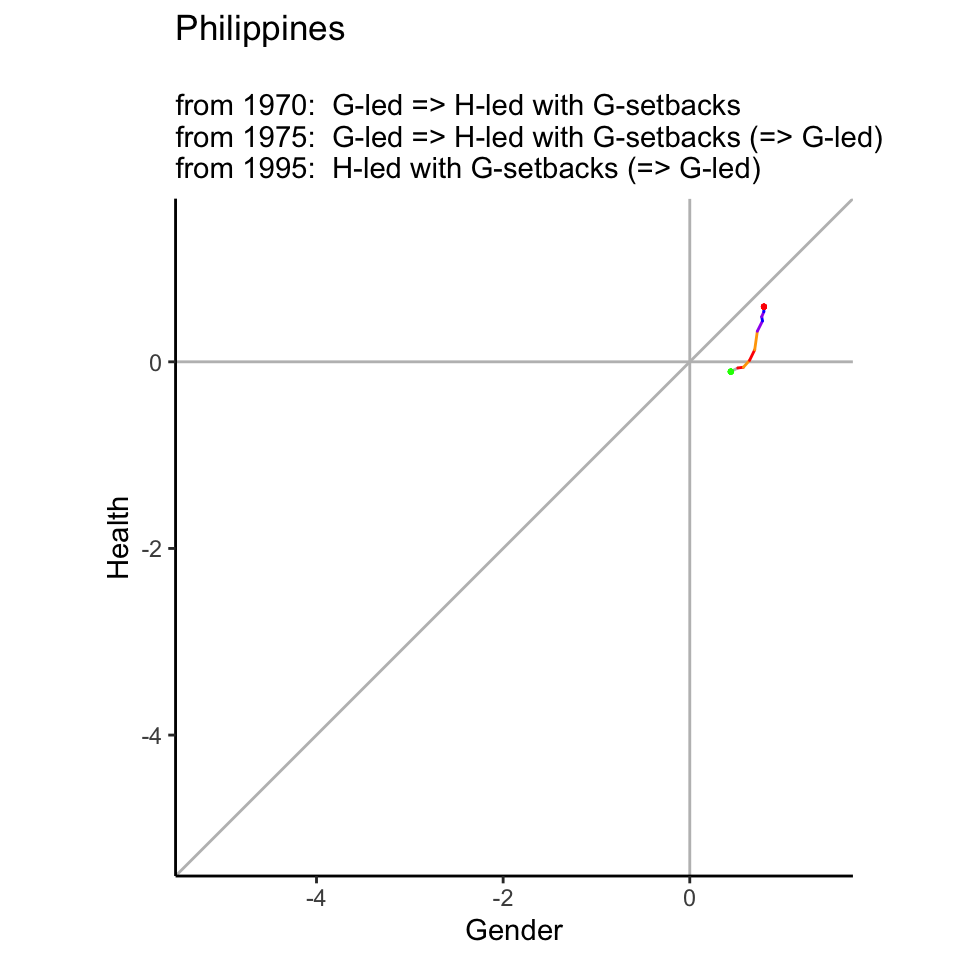 Philippines
from 1970:  G-led => H-led with G-setbacks
from 1975:  G-led => H-led with G-setbacks (=> G-led)
from 1995:  H-led with G-setbacks (=> G-led)
0
-2
-4
Health
-4
-2
0
Gender